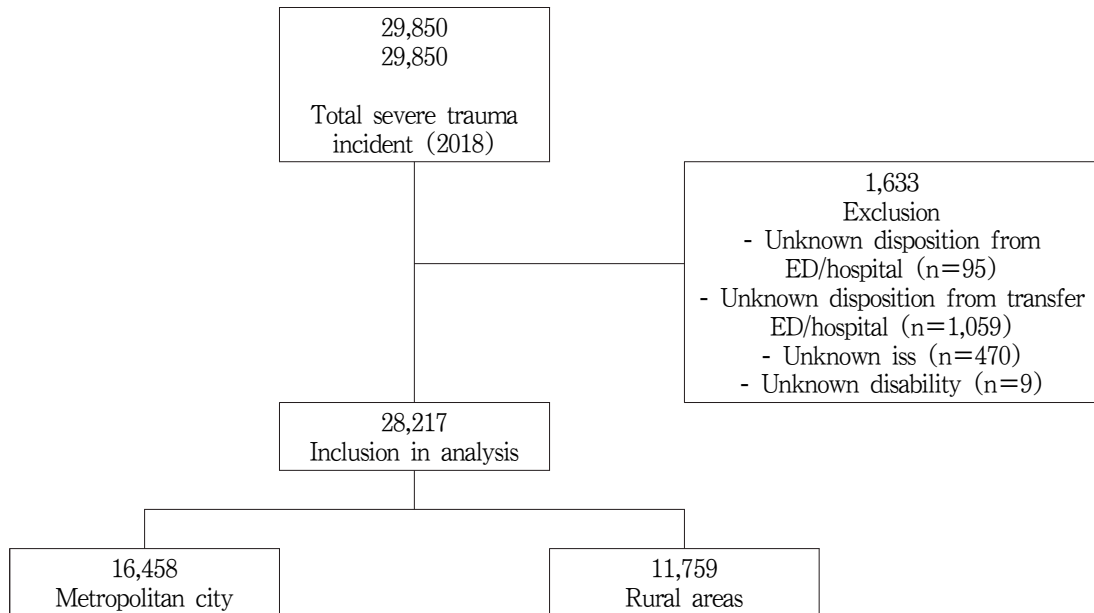 29,850
29,850
Total severe trauma
incident (2018)
1,633
Exclusion
- Unknown disposition from
ED/hospital (n=95)
- Unknown disposition from transfer
ED/hospital (n=1,059)
- Unknown iss (n=470)
- Unknown disability (n=9)
28,217
Inclusion in analysis
16,458
Metropolitan city
11,759
Rural areas